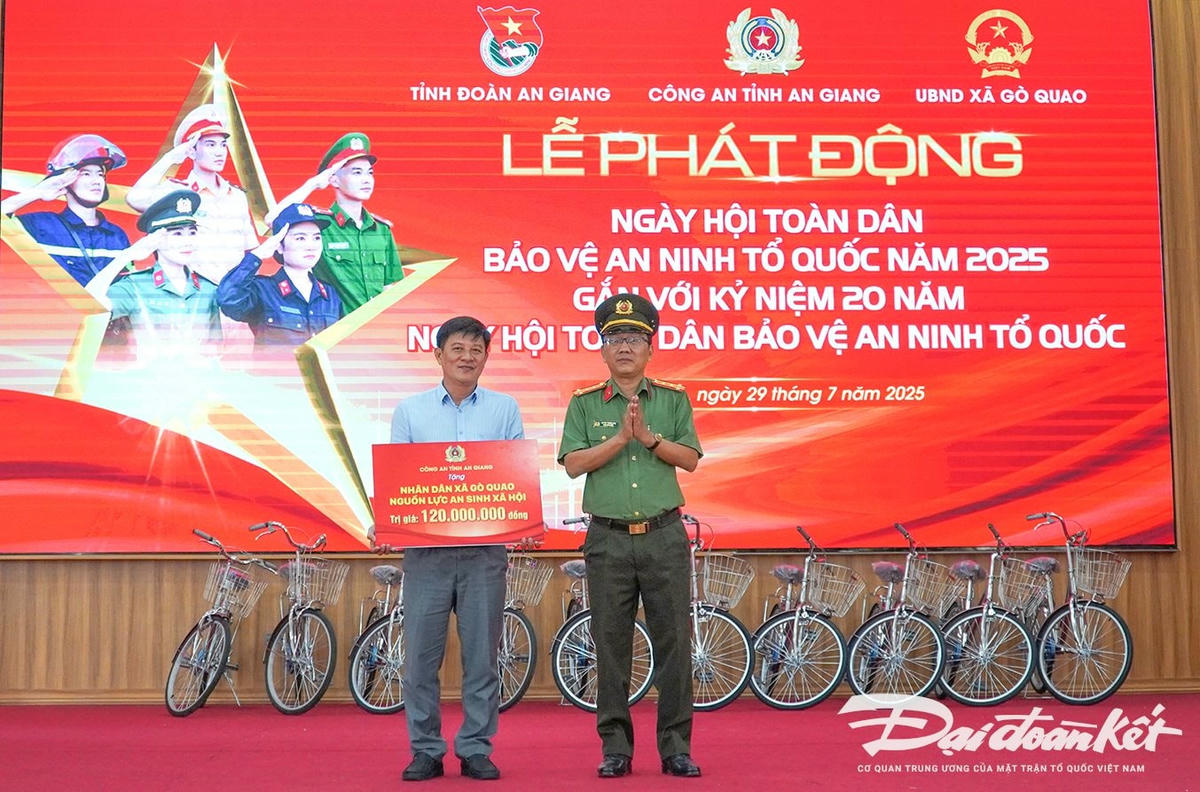 TỈNH ĐOÀN AN GIANG
CÔNG AN TỈNH AN GIANG
UBND XÃ GÒ QUAO
LỄ PHÁT ĐỘNG
NGÀY HỘI TOÀN DÂN
BẢO VỆ AN NINH TỔ QUỐC NĂM 2025
GẮN VỚI KỶ NIỆM 20 NĂM
NGÀY HỘI TOÀN DÂN BẢO VỆ AN NINH TỔ QUỐC
ngày 29 tháng 7 năm 2025
CÔNG AN TỈNH AN GIANG
Tặng
NHÂN DÂN XÃ GÒ QUAO
NGUỒN LỰC AN SINH XÃ HỘI
Trị giá: 120.000.000 đồng
Đại đoàn Kết
CƠ QUAN TRUNG ƯƠNG CỦA MẶT TRẬN TỔ QUỐC VIỆT NAM